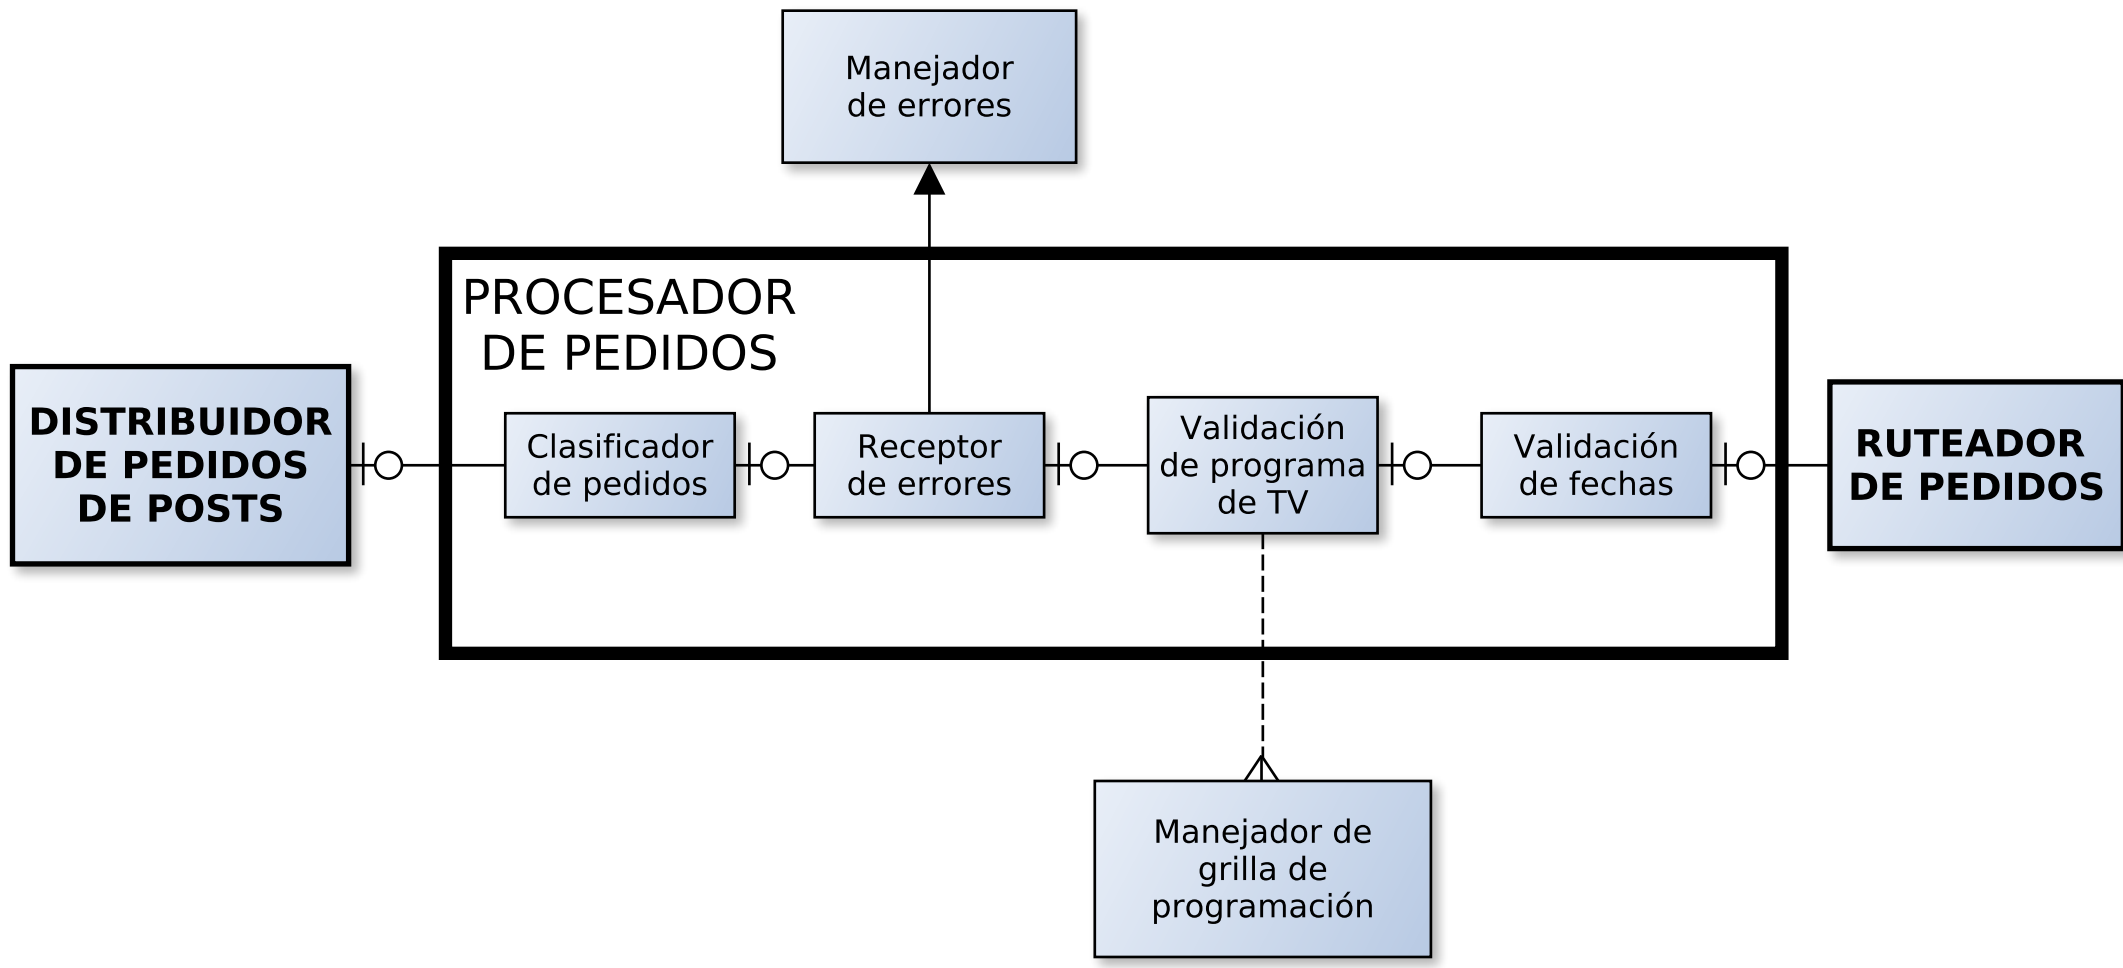 Manejador
de errores
PROCESADOR
DE PEDIDOS
DISTRIBUIDOR
DE PEDIDOS
DE POSTS
Clasificador
de pedidos
Receptor
de errores
Validación
de programa
de TV
Validación
de fechas
RUTEADOR
DE PEDIDOS
Manejador de
grilla de
programación